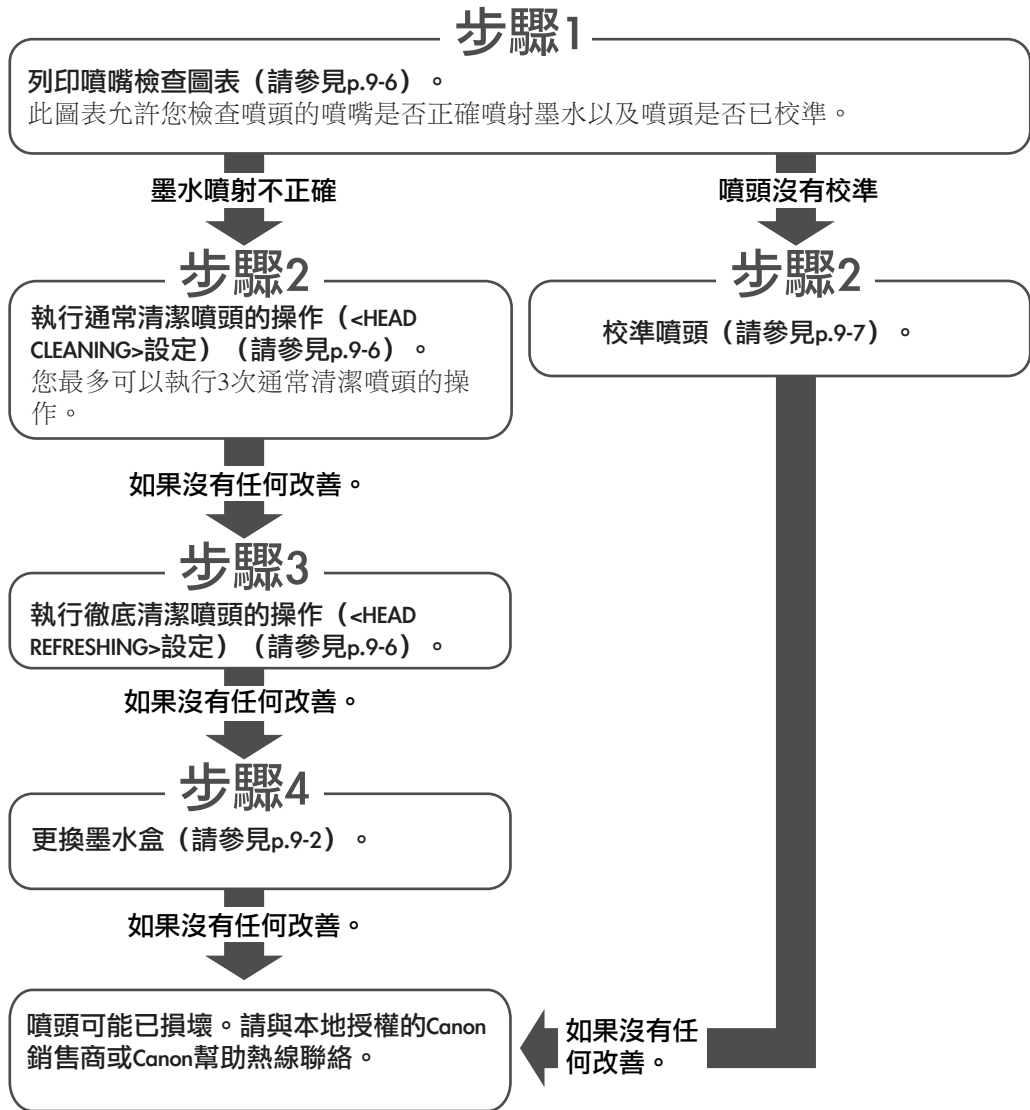 步驟1
列印噴嘴檢查圖表（請參見p.9-6）。
此圖表允許您檢查噴頭的噴嘴是否正確噴射墨水以及噴頭是否已校準。
墨水噴射不正確
噴頭沒有校準
步驟2
執行通常清潔噴頭的操作（<HEAD
CLEANING>設定）（請參見p.9-6）。
您最多可以執行3次通常清潔噴頭的操
作。
步驟2
校準噴頭（請參見p.9-7）。
如果沒有任何改善。
步驟3
執行徹底清潔噴頭的操作（<HEAD
REFRESHING>設定）（請參見p.9-6）。
如果沒有任何改善。
步驟4
更換墨水盒（請參見p.9-2）。
如果沒有任何改善。
噴頭可能已損壞。請與本地授權的Canon
銷售商或Canon幫助熱線聯絡。
如果沒有任
何改善。